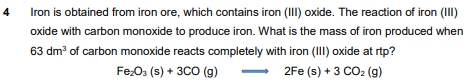 4 Iron is obtained from iron ore, which contains iron (III) oxide. The reaction of iron (III)
oxide with carbon monoxide to produce iron. What is the mass of iron produced when
63 dm³ of carbon monoxide reacts completely with iron (III) oxide at rtp?
Fe₂O₃ (s) + 3CO (g) ⟶ 2Fe (s) + 3 CO₂ (g)